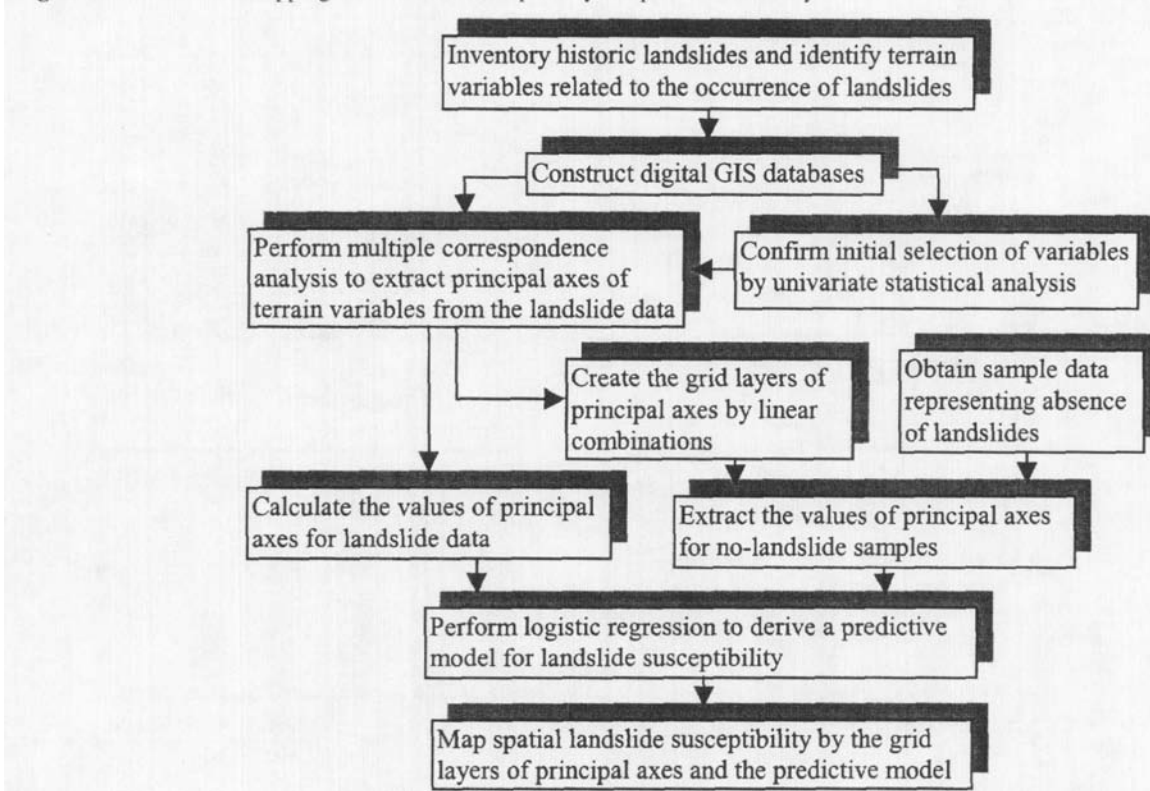 Inventory historic landslides and identify terrain
variables related to the occurrence of landslides
Construct digital GIS databases
Perform multiple correspondence
analysis to extract principal axes of
terrain variables from the landslide data
Confirm initial selection of variables
by univariate statistical analysis
Create the grid layers of
principal axes by linear
combinations
Obtain sample data
representing absence
of landslides
Calculate the values of principal
axes for landslide data
Extract the values of principal axes
for no-landslide samples
Perform logistic regression to derive a predictive
model for landslide susceptibility
Map spatial landslide susceptibility by the grid
layers of principal axes and the predictive model